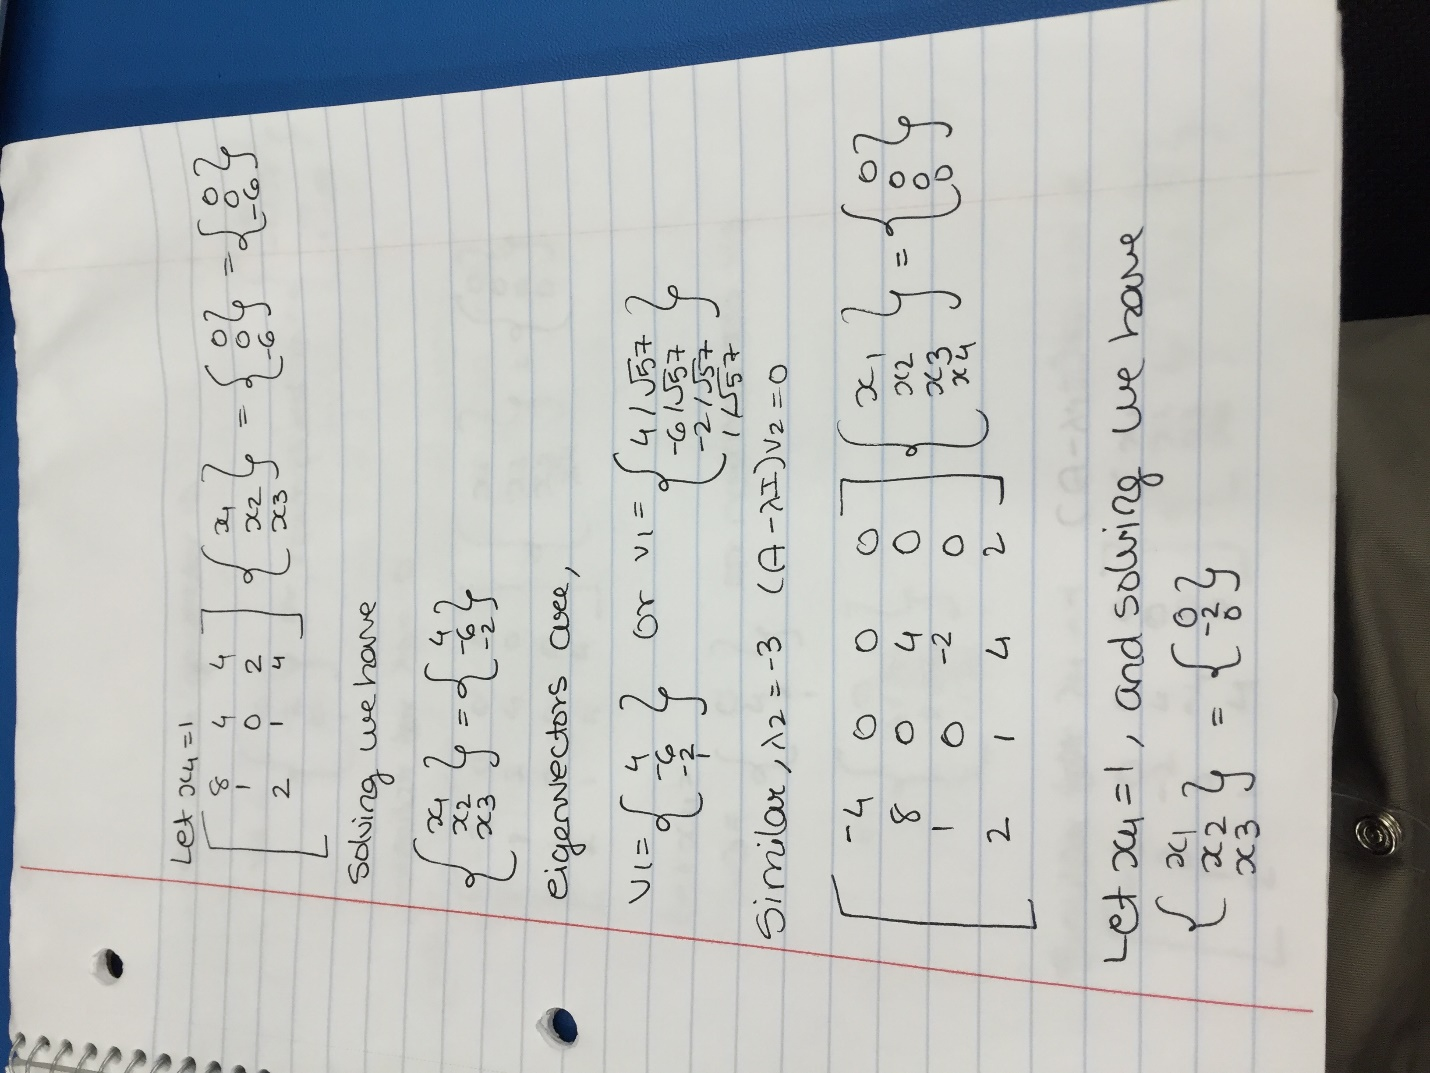 Let x4=1
[8 4 4] {x1} = {0} = {0}
[1 0 2] {x2} = {0} = {0}
[2 1 4] {x3} = {-6} = {-6}
Solving we have
{x1} = {4}
{x2} = {-6}
{x3} = {-2}
eigenvectors are,
v1 = {4} or v1 = {4/√57}
{-6} {-6/√57}
{-2} {-2/√57}
{1} {1/√57}
Similar, λ2=-3 (A-λI)v2=0
[-4 0 0 0] {x1} = {0}
[8 0 4 0] {x2} = {0}
[1 0 -2 0] {x3} = {0}
[2 1 4 2] {x4} = {0}
Let x4=1, and solving we have
{x1} = {0}
{x2} = {-2}
{x3} = {0}